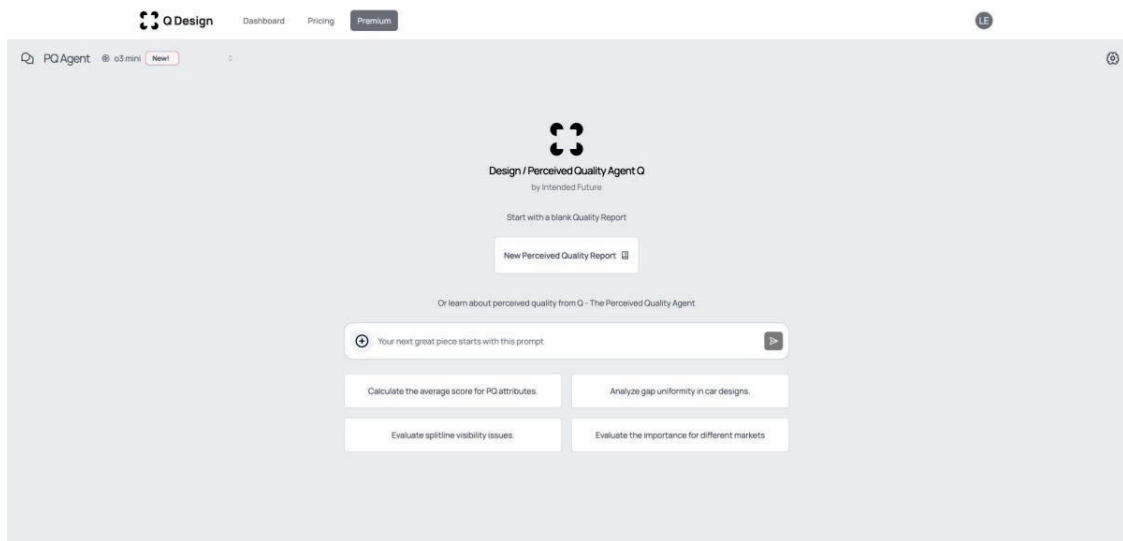 Q Design
Dashboard
Pricing
Premium
LE
PQ Agent
o3 mini
New!
Design / Perceived Quality Agent Q
by Intended Future
Start with a blank Quality Report
New Perceived Quality Report
Or learn about perceived quality from Q - The Perceived Quality Agent
Your next great piece starts with this prompt
Calculate the average score for PQ attributes.
Analyze gap uniformity in car designs.
Evaluate splitline visibility issues.
Evaluate the importance for different markets